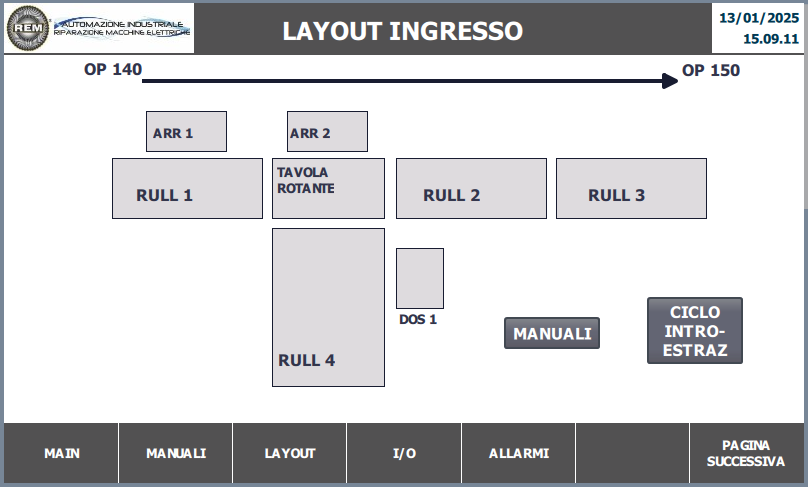 REM
AUTOMAZIONE INDUSTRIALE
RIPARAZIONE MACCHINE ELETTRICHE
LAYOUT INGRESSO
13/01/2025
15.09.11
OP 140
OP 150
ARR 1
ARR 2
RULL 1
TAVOLA
ROTANTE
RULL 2
RULL 3
RULL 4
DOS 1
MANUALI
CICLO
INTRO-
ESTRAZ
MAIN
MANUALI
LAYOUT
I/O
ALLARMI
PAGINA
SUCCESSIVA